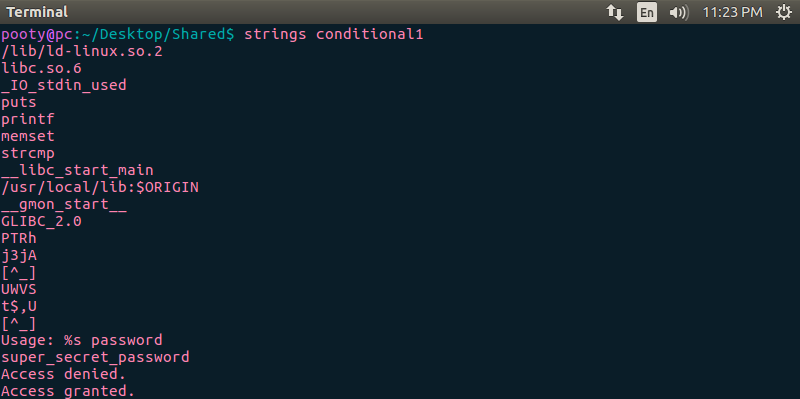 Terminal En 11:23 PM
pooty@pc:~/Desktop/Shared$ strings conditional1
/lib/ld-linux.so.2
libc.so.6
_IO_stdin_used
puts
printf
memset
strcmp
__libc_start_main
/usr/local/lib:$ORIGIN
__gmon_start__
GLIBC_2.0
PTRh
j3jA
[^_]
UWVS
t$,U
[^_]
Usage: %s password
super_secret_password
Access denied.
Access granted.